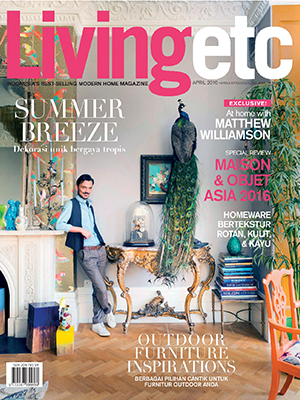 Livingetc
INDONESIA'S BEST-SELLING MODERN HOME MAGAZINE
APRIL 2016
SUMMER
BREEZE
Dekorasi unik bergaya tropis
EXCLUSIVE!
At home with
MATTHEW
WILLIAMSON
SPECIAL REVIEW
MAISON
& OBJET
ASIA 2016
HOMEWARE
BERTEKSTUR
ROTAN, KULIT,
& KAYU
OUTDOOR
FURNITURE
INSPIRATIONS
BERBAGAI PILIHAN CANTIK UNTUK
FURNITUR OUTDOOR ANDA